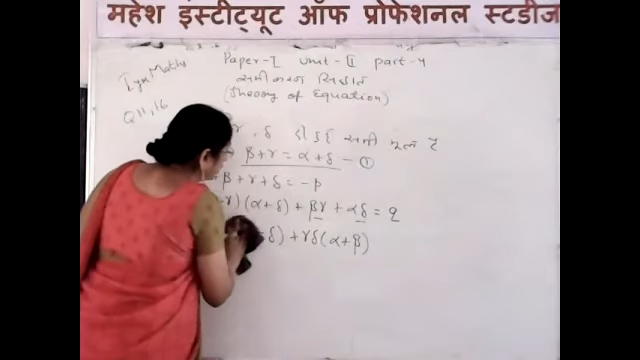 महेश इंस्टीट्यूट ऑफ प्रोफेशनल स्टडीज
Paper-I unit-II part-4
Iyr Maths
समीकरण सिद्धांत
(Theory of Equation)
Q11,16
γ, δ
मूल है
β+γ = α+δ — ①
β+γ+δ = -p
γ)(α+δ) + βγ + αδ = q
δ) + γδ(α+β)